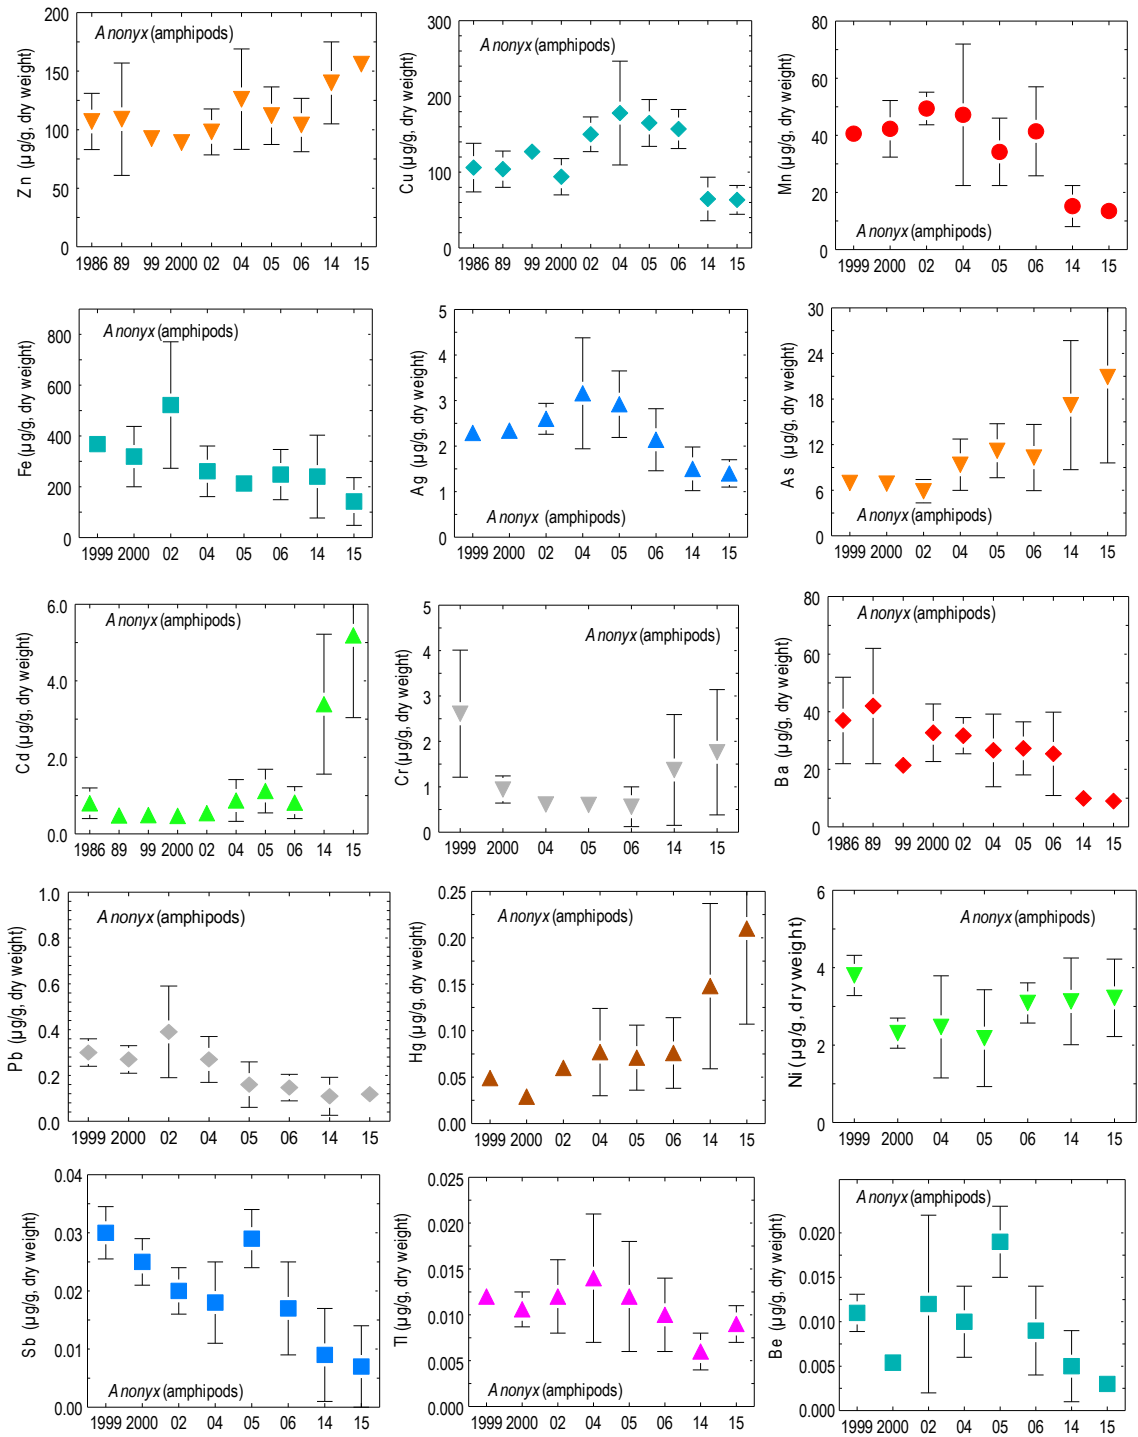 Zn (µg/g, dry weight)
Anonyx (amphipods)
200
150
100
50
0
1986 89 99 2000 02 04 05 06 14 15
Cu (µg/g, dry weight)
Anonyx (amphipods)
300
200
100
0
1986 89 99 2000 02 04 05 06 14 15
Mn (µg/g, dry weight)
80
60
40
20
0
Anonyx (amphipods)
1999 2000 02 04 05 06 14 15
Fe (µg/g, dry weight)
Anonyx (amphipods)
800
600
400
200
0
1999 2000 02 04 05 06 14 15
Ag (µg/g, dry weight)
5
4
3
2
1
0
Anonyx (amphipods)
1999 2000 02 04 05 06 14 15
As (µg/g, dry weight)
30
24
18
12
6
0
Anonyx (amphipods)
1999 2000 02 04 05 06 14 15
Cd (µg/g, dry weight)
Anonyx (amphipods)
6.0
4.0
2.0
0.0
1986 89 99 2000 02 04 05 06 14 15
Cr (µg/g, dry weight)
Anonyx (amphipods)
5
4
3
2
1
0
1999 2000 04 05 06 14 15
Ba (µg/g, dry weight)
Anonyx (amphipods)
80
60
40
20
0
1986 89 99 2000 02 04 05 06 14 15
Pb (µg/g, dry weight)
Anonyx (amphipods)
1.0
0.8
0.6
0.4
0.2
0.0
1999 2000 02 04 05 06 14 15
Hg (µg/g, dry weight)
Anonyx (amphipods)
0.25
0.20
0.15
0.10
0.05
0.00
1999 2000 02 04 05 06 14 15
Ni (µg/g, dry weight)
Anonyx (amphipods)
6
4
2
0
1999 2000 04 05 06 14 15
Sb (µg/g, dry weight)
0.04
0.03
0.02
0.01
0.00
Anonyx (amphipods)
1999 2000 02 04 05 06 14 15
Tl (µg/g, dry weight)
0.025
0.020
0.015
0.010
0.005
0.000
Anonyx (amphipods)
1999 2000 02 04 05 06 14 15
Be (µg/g, dry weight)
Anonyx (amphipods)
0.020
0.015
0.010
0.005
0.000
1999 2000 02 04 05 06 14 15